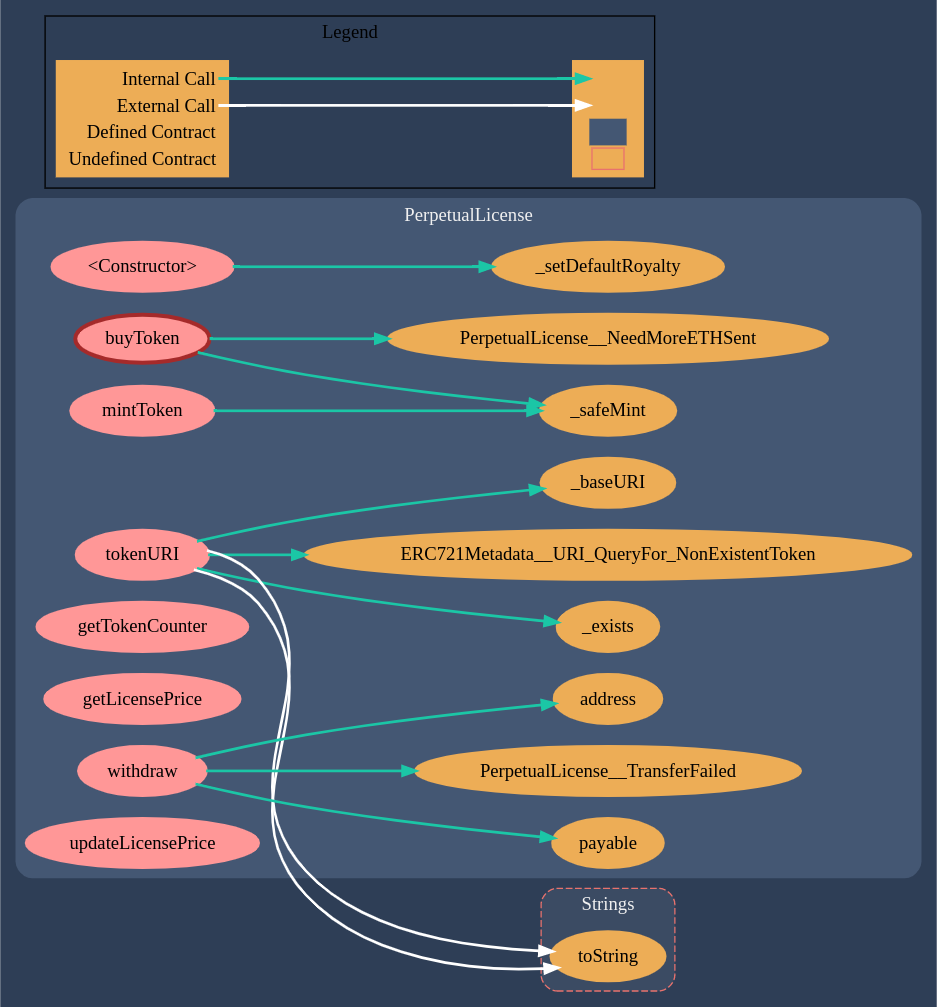 Legend
Internal Call
External Call
Defined Contract
Undefined Contract
PerpetualLicense
<Constructor>
_setDefaultRoyalty
buyToken
PerpetualLicense__NeedMoreETHSent
mintToken
_safeMint
_baseURI
tokenURI
ERC721Metadata__URI_QueryFor_NonExistentToken
getTokenCounter
_exists
getLicensePrice
address
withdraw
PerpetualLicense__TransferFailed
updateLicensePrice
payable
Strings
toString